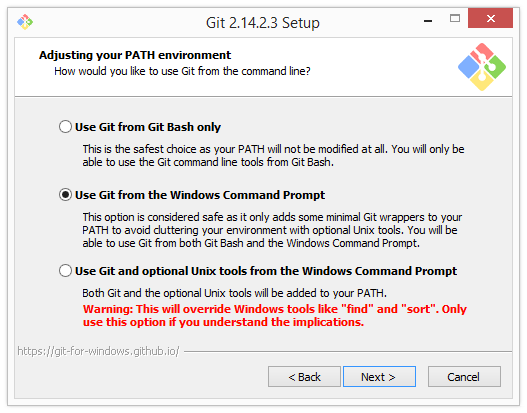 Git 2.14.2.3 Setup
Adjusting your PATH environment
How would you like to use Git from the command line?
Use Git from Git Bash only
This is the safest choice as your PATH will not be modified at all. You will only be
able to use the Git command line tools from Git Bash.
Use Git from the Windows Command Prompt
This option is considered safe as it only adds some minimal Git wrappers to your
PATH to avoid cluttering your environment with optional Unix tools. You will be
able to use Git from both Git Bash and the Windows Command Prompt.
Use Git and optional Unix tools from the Windows Command Prompt
Both Git and the optional Unix tools will be added to your PATH.
Warning: This will override Windows tools like "find" and "sort". Only
use this option if you understand the implications.
https://git-for-windows.github.io/
< Back
Next >
Cancel